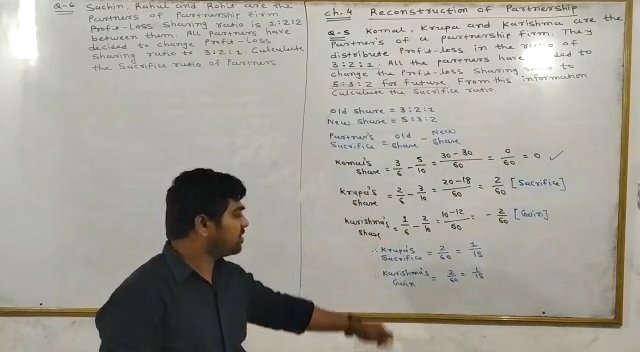 Q-6 Sachin, Rahul and Rohit are the
Partners of Partnership firm
Profit-Loss Sharing ratio is 1:2:2
between them. All partners have
decided to change Profit-loss
Sharing ratio to 3:2:1. Calculate
the Sacrifice ratio of Partners
Ch. 4 Reconstruction of Partnership
Q-5 Komal, Krupa and Karishma are the
Partner's of a partnership firm. They
distribute Profit-loss in the ratio of
3:2:1. All the partners have to
change the Profit-loss sharing to
5:3:2 for future. From this information
Calculate the Sacrifice ratio
Old Share = 3:2:1
New Share = 5:3:2
Partner's Sacrifice = Old Share - New Share
Komal's Share = 3/6 - 5/10 = 30-30/60 = 0/60 = 0 ✓
Krupa's Share = 2/6 - 3/10 = 20-18/60 = 2/60 [Sacrifice]
Karishma's Share = 1/6 - 2/10 = 10-12/60 = -2/60 [Gain]
∴ Krupa's Sacrifice = 2/60 = 1/15
∴ Karishma's Gain = 2/60 = 1/15